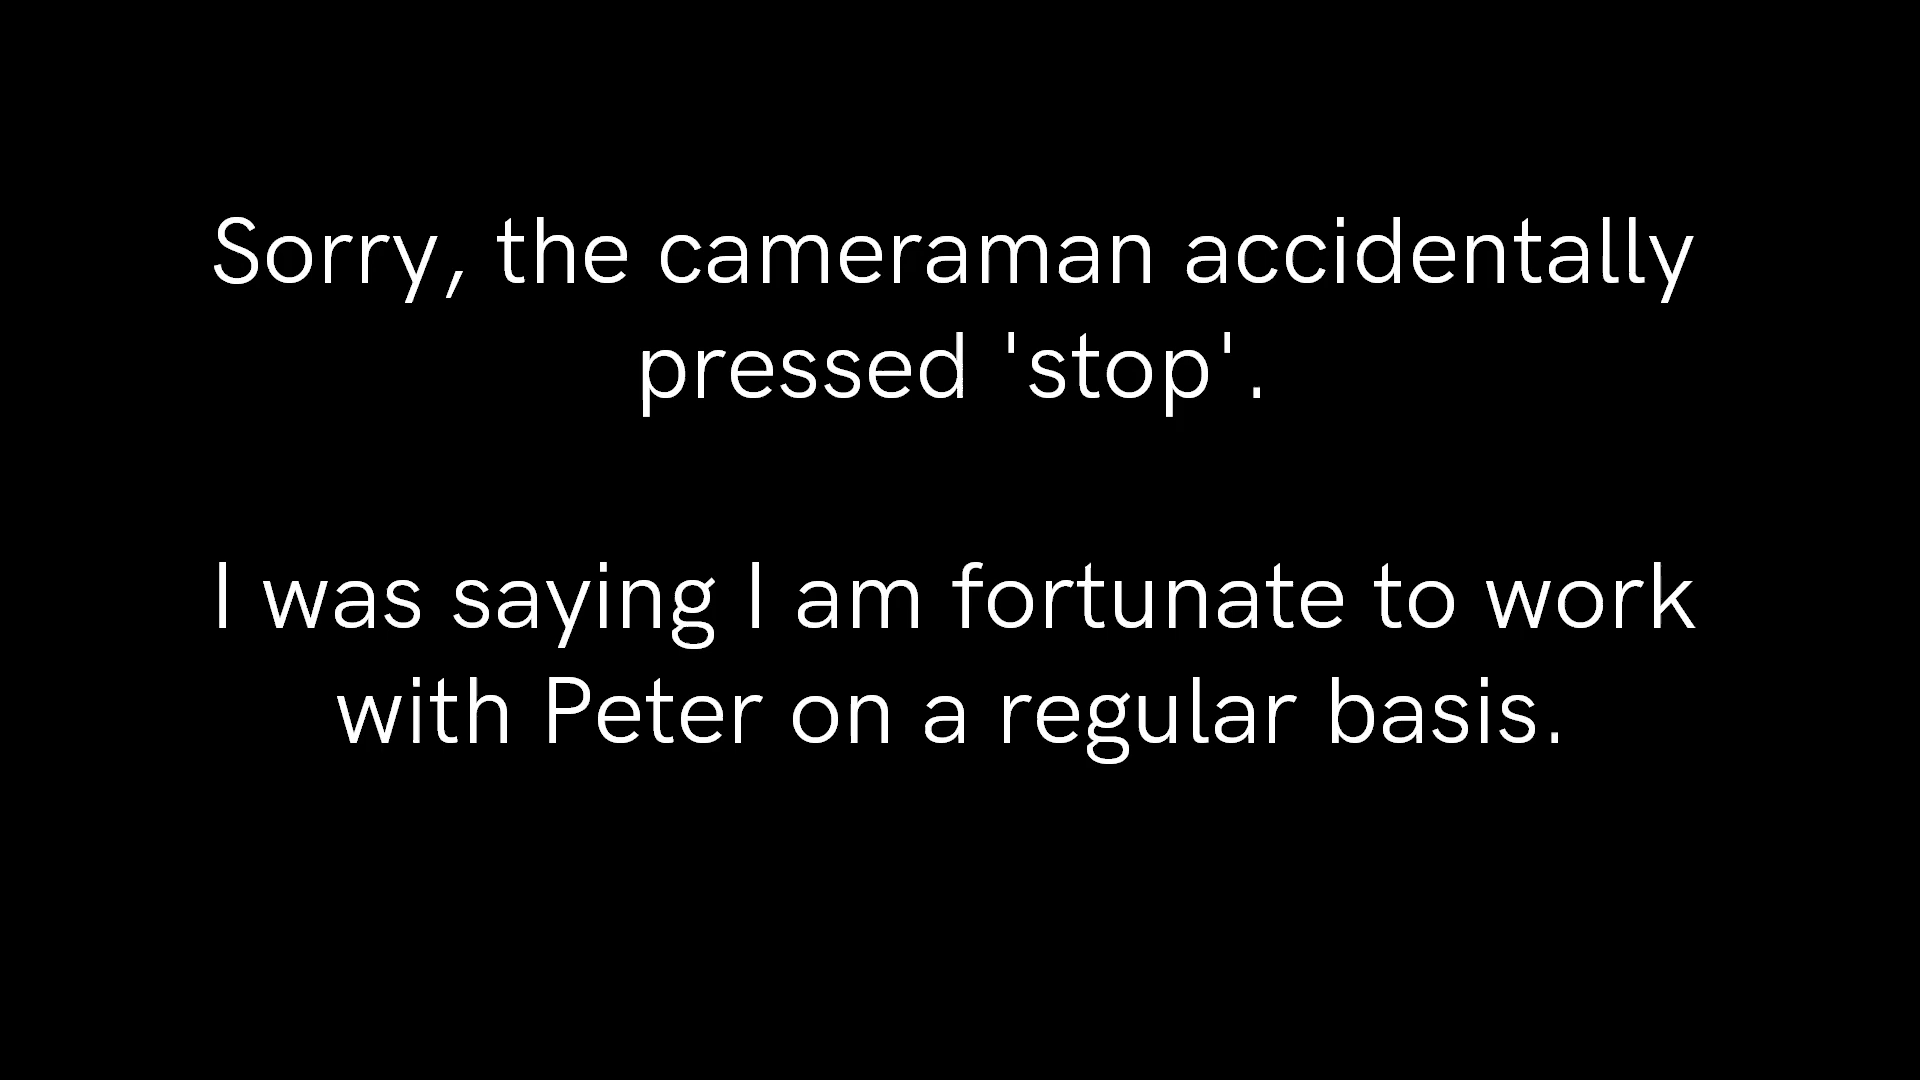 Sorry, the cameraman accidentally
pressed 'stop'.
I was saying I am fortunate to work
with Peter on a regular basis.